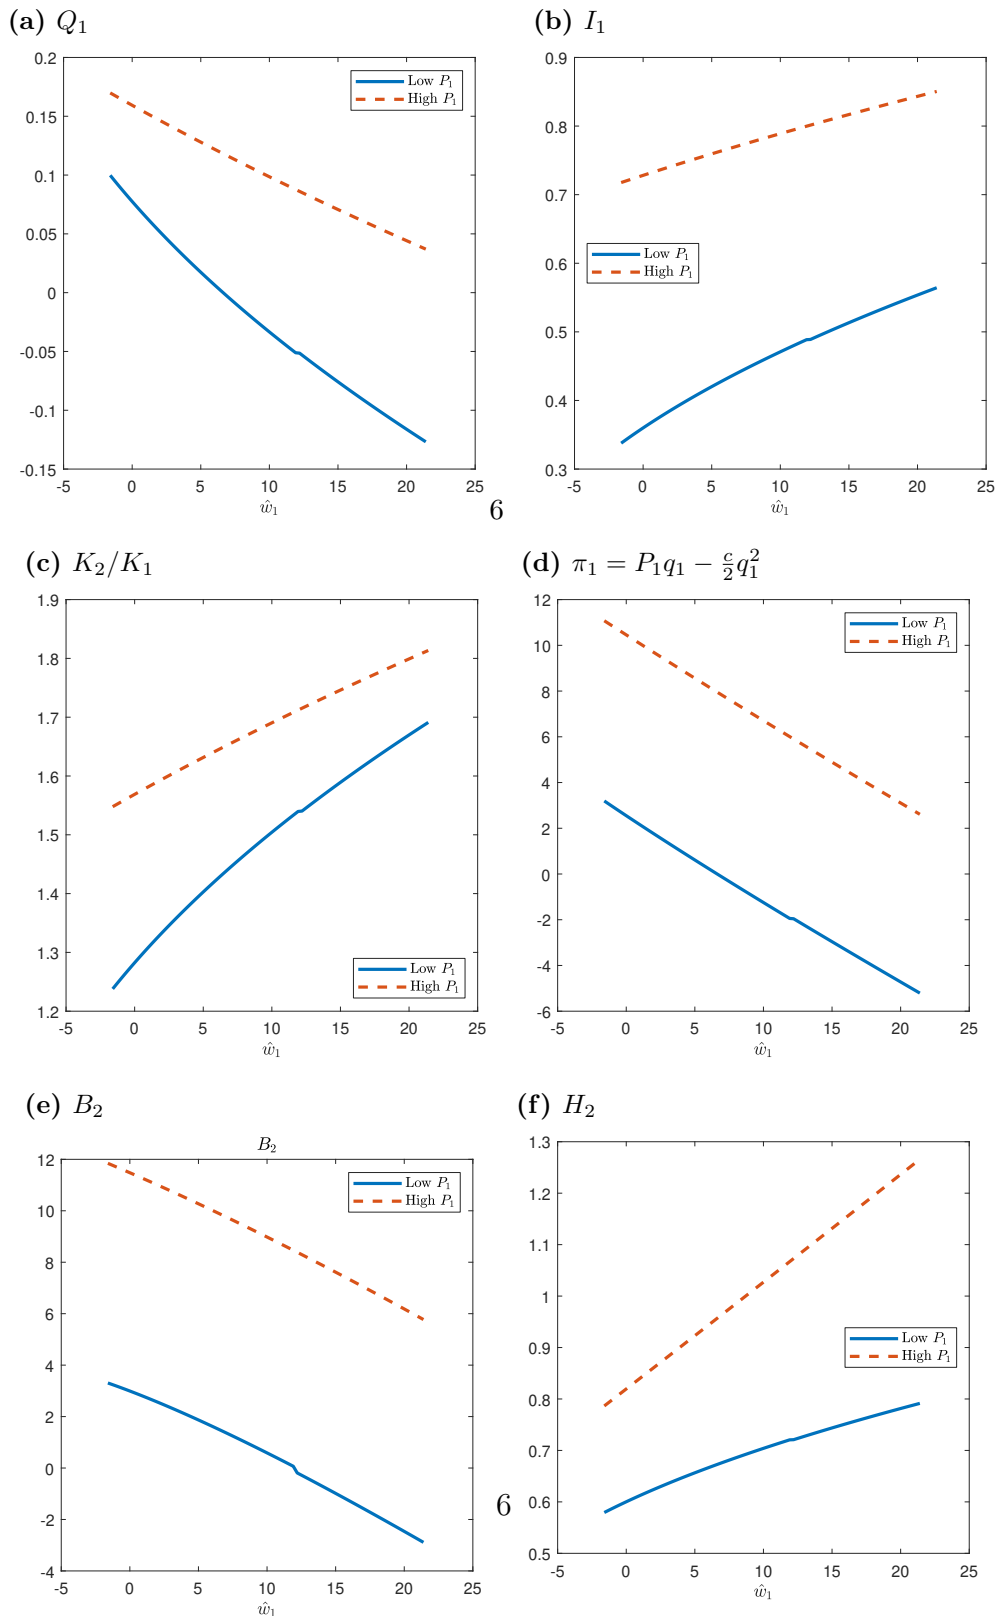 (a) Q₁
0.2
0.15
0.1
0.05
0
-0.05
-0.1
-0.15
-5 0 5 10 15 20 25
ŵ₁
Low P₁
High P₁
(b) I₁
0.9
0.8
0.7
0.6
0.5
0.4
0.3
-5 0 5 10 15 20 25
ŵ₁
Low P₁
High P₁
6
(c) K₂/K₁
1.9
1.8
1.7
1.6
1.5
1.4
1.3
1.2
-5 0 5 10 15 20 25
ŵ₁
Low P₁
High P₁
(d) π₁ = P₁q₁ − c/2 q₁²
12
10
8
6
4
2
0
-2
-4
-6
-5 0 5 10 15 20 25
ŵ₁
Low P₁
High P₁
(e) B₂
B₂
12
10
8
6
4
2
0
-2
-4
-5 0 5 10 15 20 25
ŵ₁
Low P₁
High P₁
(f) H₂
1.3
1.2
1.1
1
0.9
0.8
0.7
0.6
0.5
-5 0 5 10 15 20 25
ŵ₁
Low P₁
High P₁
6